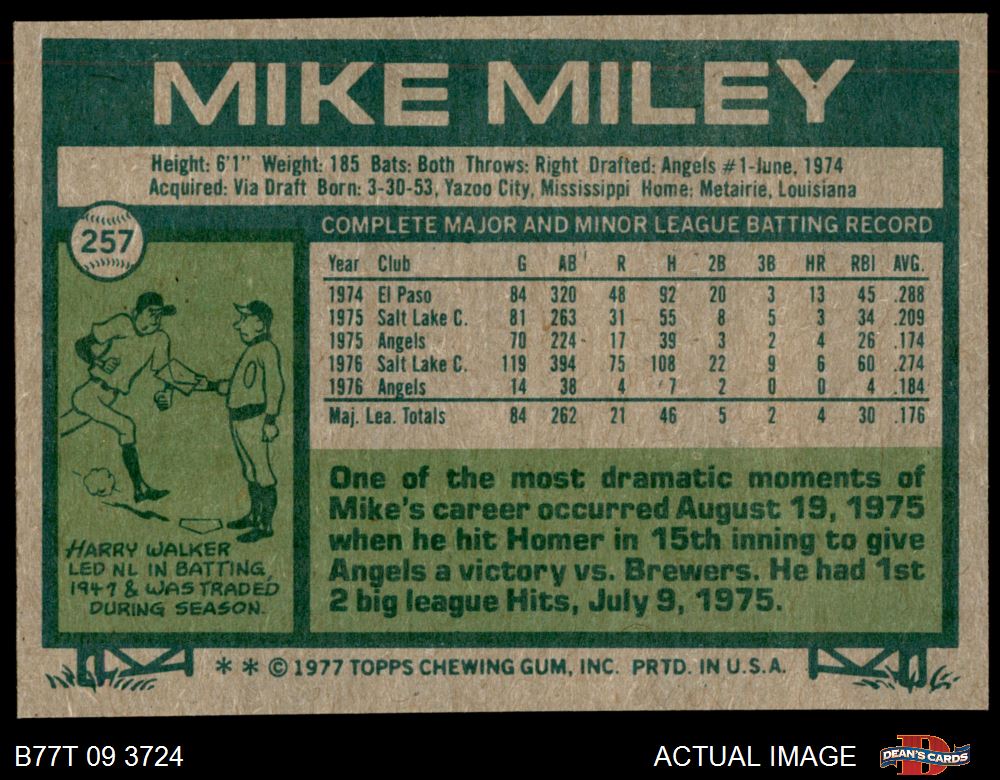 MIKE MILEY
Height: 6'1" Weight: 185 Bats: Both Throws: Right Drafted: Angels #1-June, 1974
Acquired: Via Draft Born: 3-30-53, Yazoo City, Mississippi Home: Metairie, Louisiana
257
COMPLETE MAJOR AND MINOR LEAGUE BATTING RECORD
Year Club G AB R H 2B 3B HR RBI AVG.
1974 El Paso 84 320 48 92 20 3 13 45 .288
1975 Salt Lake C. 81 263 31 55 8 5 3 34 .209
1975 Angels 70 224 17 39 3 2 4 26 .174
1976 Salt Lake C. 119 394 75 108 22 9 6 60 .274
1976 Angels 14 38 4 7 2 0 0 4 .184
Maj. Lea. Totals 84 262 21 46 5 2 4 30 .176
HARRY WALKER
LED NL IN BATTING,
1947 & WAS TRADED
DURING SEASON.
One of the most dramatic moments of
Mike's career occurred August 19, 1975
when he hit Homer in 15th inning to give
Angels a victory vs. Brewers. He had 1st
2 big league Hits, July 9, 1975.
* * © 1977 TOPPS CHEWING GUM, INC. PRTD. IN U.S.A.
B77T 09 3724
ACTUAL IMAGE
D
DEAN'S CARDS